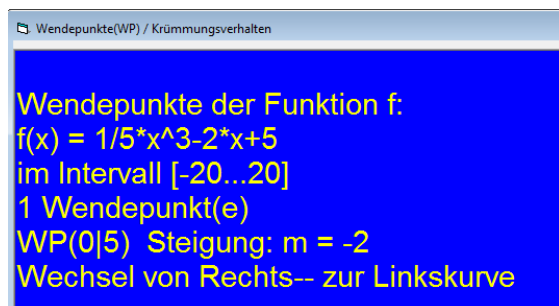 Wendepunkte(WP) / Krümmungsverhalten
Wendepunkte der Funktion f:
f(x) = 1/5*x^3-2*x+5
im Intervall [-20...20]
1 Wendepunkt(e)
WP(0|5)  Steigung: m = -2
Wechsel von Rechts-- zur Linkskurve